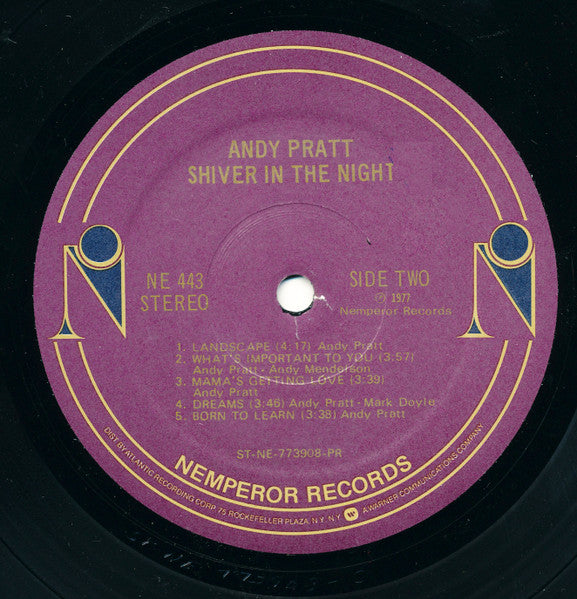 ANDY PRATT
SHIVER IN THE NIGHT
NE 443
STEREO
SIDE TWO
℗ 1977
Nemperor Records
1. LANDSCAPE (4:17) Andy Pratt
2. WHAT'S IMPORTANT TO YOU (3:57)
Andy Pratt - Andy Mendelson
3. MAMA'S GETTING LOVE (3:39)
Andy Pratt
4. DREAMS (3:46) Andy Pratt - Mark Doyle
5. BORN TO LEARN (3:38) Andy Pratt
ST-NE-773908-PR
NEMPEROR RECORDS
DIST BY ATLANTIC RECORDING CORP 75 ROCKEFELLER PLAZA, N.Y. N.Y. W A WARNER COMMUNICATIONS COMPANY